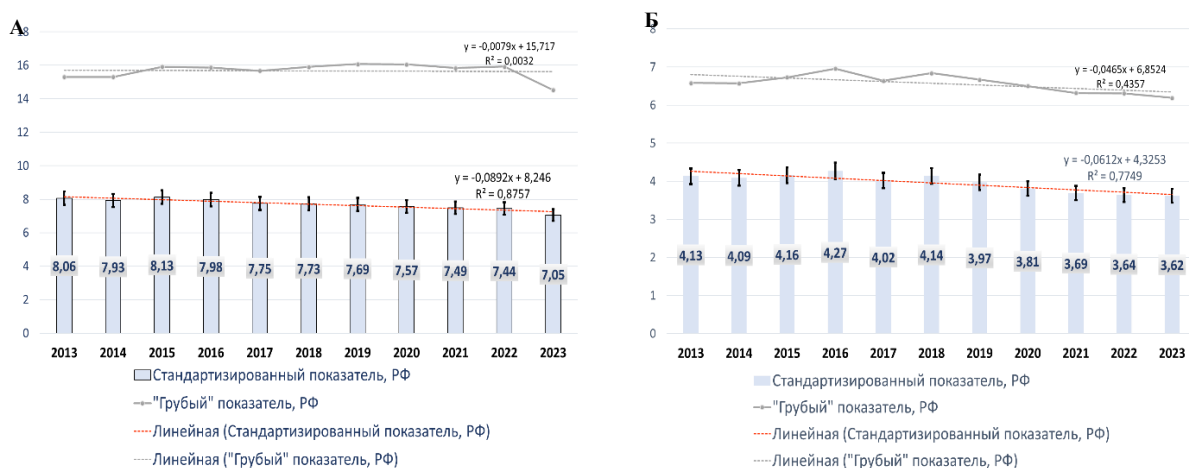 А
18
16
14
12
10
8
6
4
2
0
y = -0,0079x + 15,717
R² = 0,0032
y = -0,0892x + 8,246
R² = 0,8757
8,06 7,93 8,13 7,98 7,75 7,73 7,69 7,57 7,49 7,44 7,05
2013 2014 2015 2016 2017 2018 2019 2020 2021 2022 2023
Стандартизированный показатель, РФ
"Грубый" показатель, РФ
Линейная (Стандартизированный показатель, РФ)
Линейная ("Грубый" показатель, РФ)
Б
8
7
6
5
4
3
2
1
0
y = -0,0465x + 6,8524
R² = 0,4357
y = -0,0612x + 4,3253
R² = 0,7749
4,13 4,09 4,16 4,27 4,02 4,14 3,97 3,81 3,69 3,64 3,62
2013 2014 2015 2016 2017 2018 2019 2020 2021 2022 2023
Стандартизированный показатель, РФ
"Грубый" показатель, РФ
Линейная (Стандартизированный показатель, РФ)
Линейная ("Грубый" показатель, РФ)